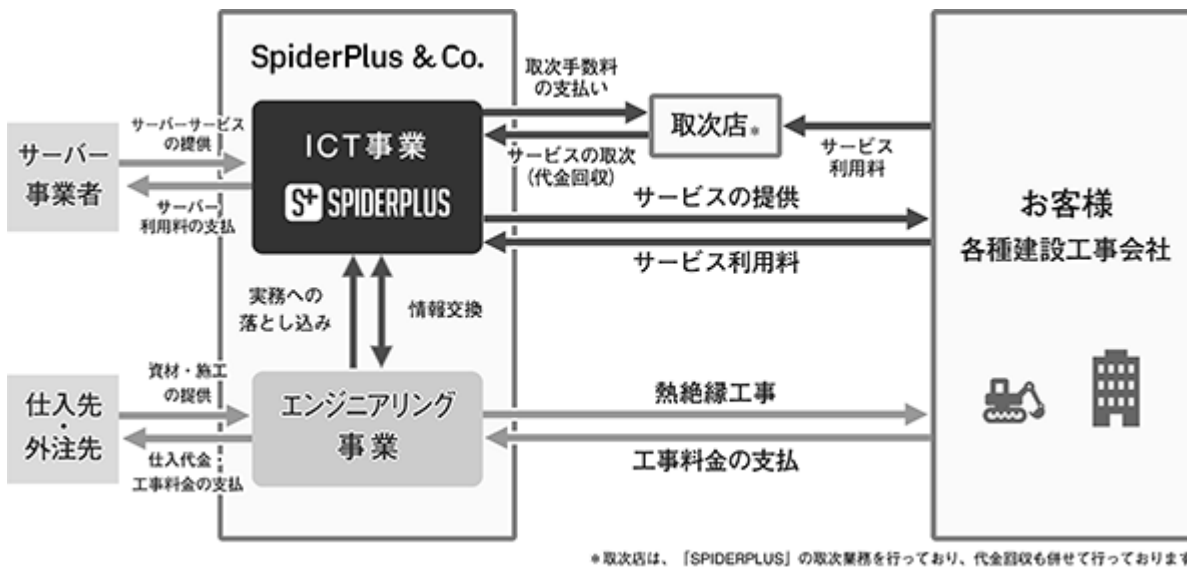 SpiderPlus & Co.
サーバー
事業者
サーバーサービス
の提供
サーバー
利用料の支払
ICT事業
S+ SPIDERPLUS
取次手数料
の支払い
サービスの取次
(代金回収)
取次店*
サービス
利用料
サービスの提供
サービス利用料
お客様
各種建設工事会社
実務への
落とし込み
情報交換
仕入先
・
外注先
資材・施工
の提供
仕入代金・
工事料金の支払
エンジニアリング
事業
熱絶縁工事
工事料金の支払
*取次店は、「SPIDERPLUS」の取次業務を行っており、代金回収も併せて行っております